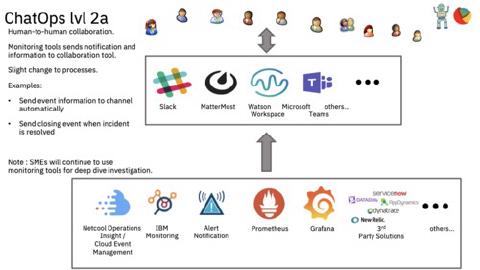 ChatOps lvl 2a
Human-to-human collaboration.
Monitoring tools sends notification and
information to collaboration tool.
Slight change to processes.
Examples:
• Send event information to channel
automatically
• Send closing event when incident
is resolved
Note : SMEs will continue to use
monitoring tools for deep dive investigation.
Slack
MatterMost
Watson
Workspace
Microsoft
Teams
others...
Netcool Operations
Insight /
Cloud Event
Management
IBM
Monitoring
Alert
Notification
Prometheus
Grafana
servicenow
DATADOG
AppDynamics
dynatrace
New Relic.
3rd
Party Solutions
others...